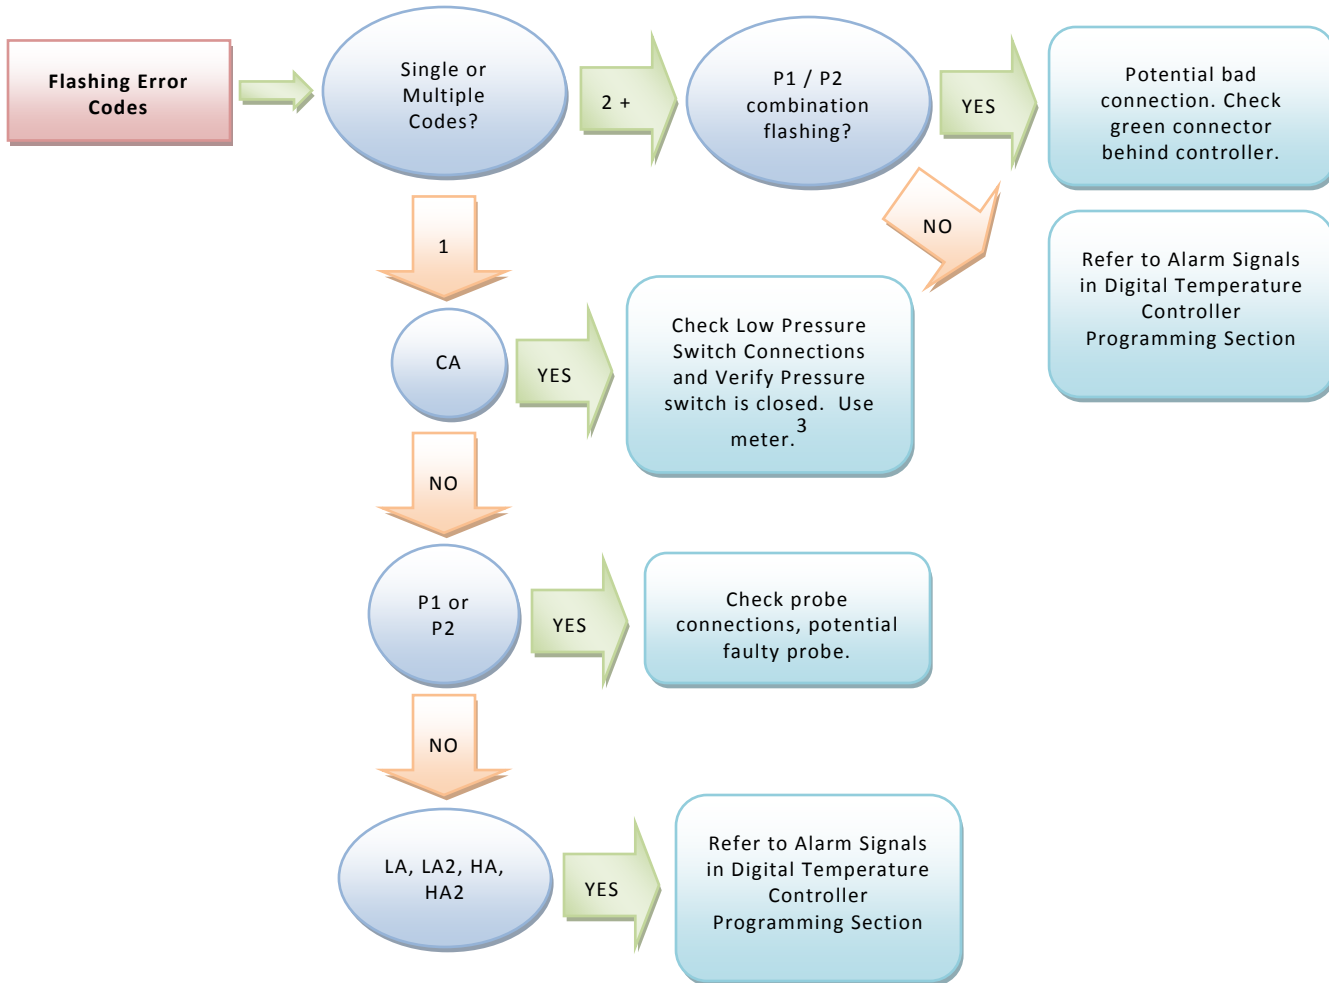 Flashing Error
Codes
Single or
Multiple
Codes?
2 +
P1 / P2
combination
flashing?
YES
Potential bad
connection. Check
green connector
behind controller.
NO
Refer to Alarm Signals
in Digital Temperature
Controller
Programming Section
1
CA
YES
Check Low Pressure
Switch Connections
and Verify Pressure
switch is closed. Use
meter.3
NO
P1 or
P2
YES
Check probe
connections, potential
faulty probe.
NO
LA, LA2, HA,
HA2
YES
Refer to Alarm Signals
in Digital Temperature
Controller
Programming Section